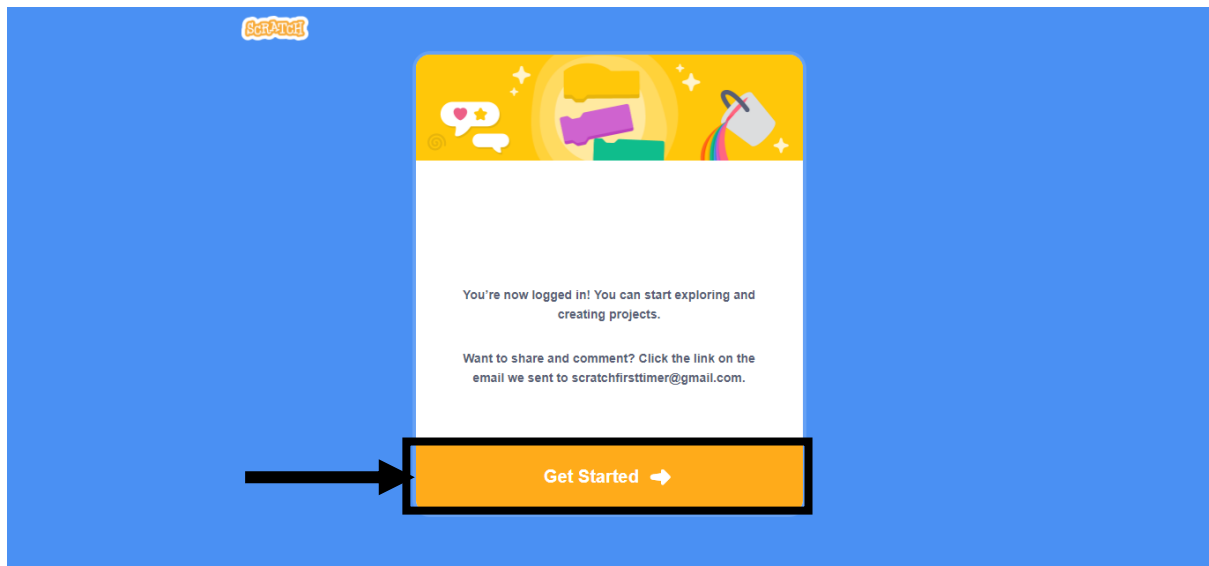 SCRATCH
You're now logged in! You can start exploring and
creating projects.
Want to share and comment? Click the link on the
email we sent to scratchfirsttimer@gmail.com.
Get Started